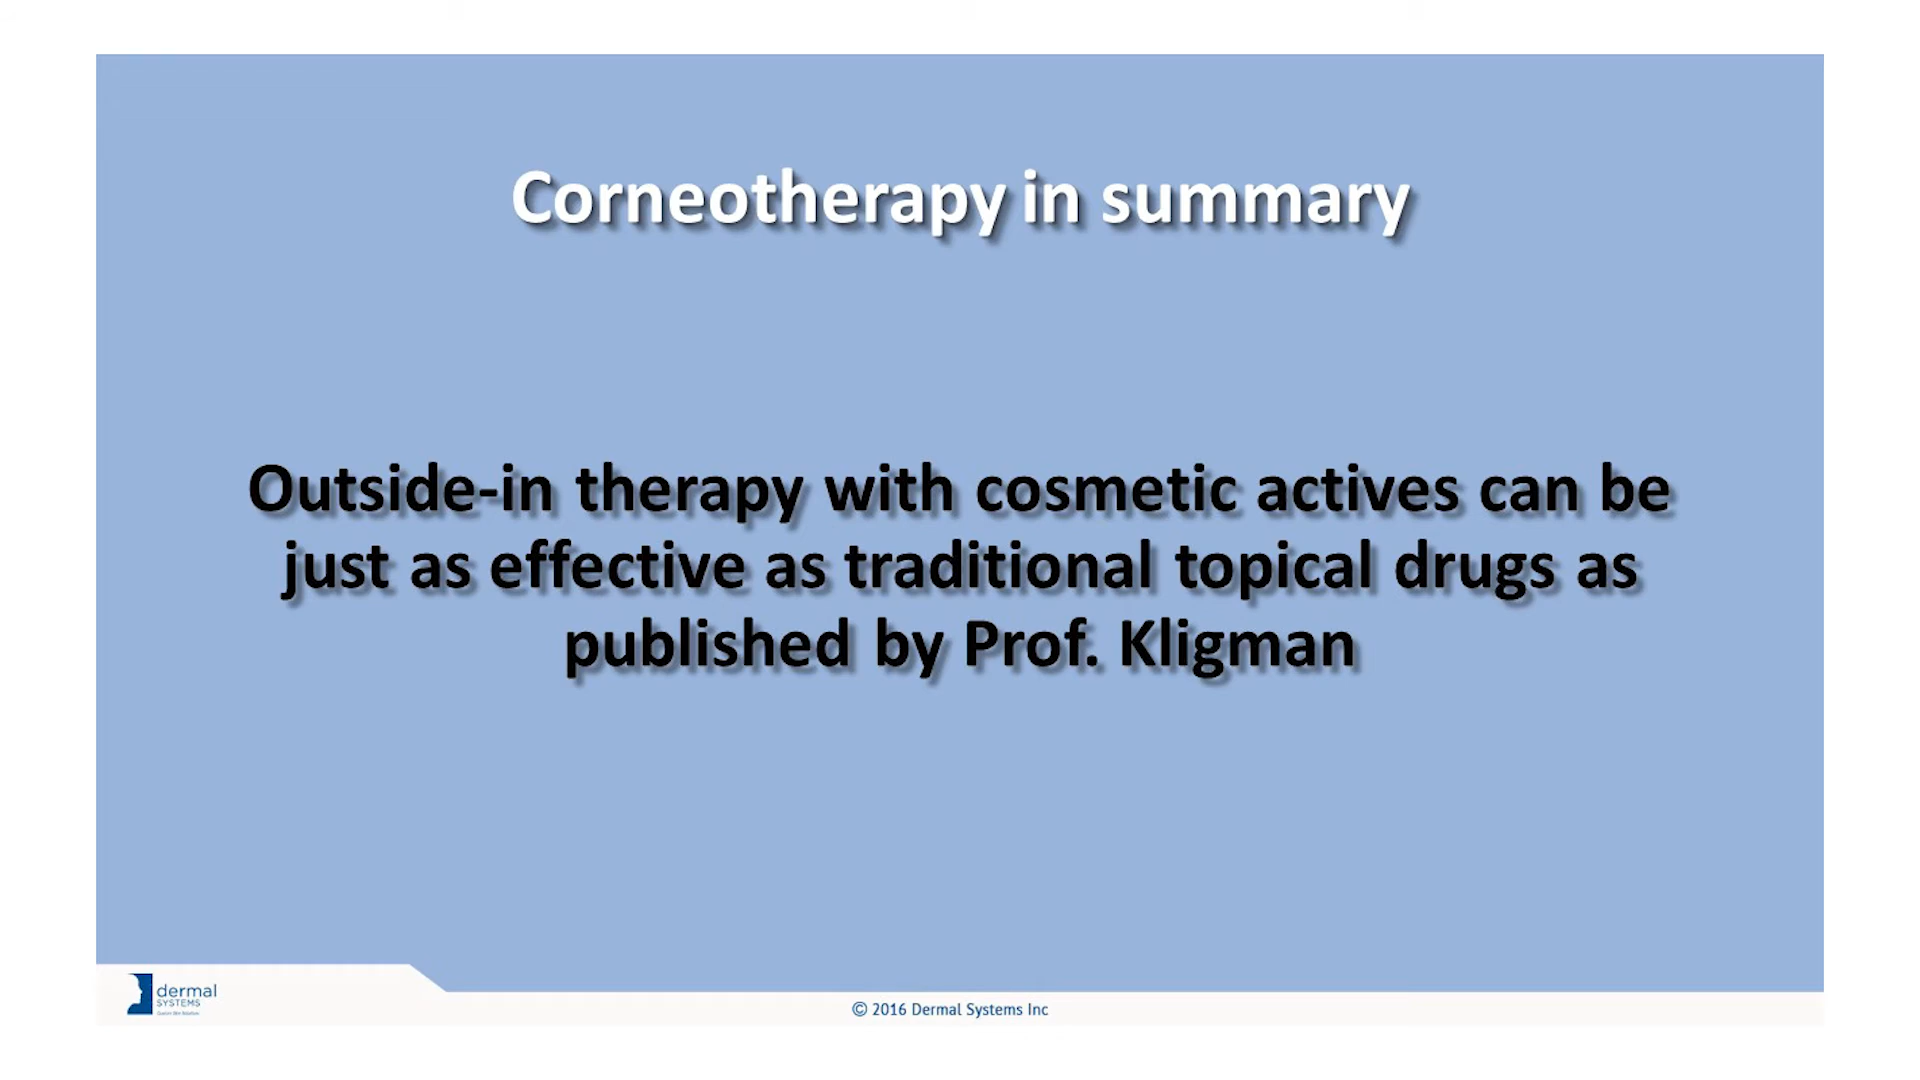 Corneotherapy in summary
Outside-in therapy with cosmetic actives can be
just as effective as traditional topical drugs as
published by Prof. Kligman
dermal
SYSTEMS
© 2016 Dermal Systems Inc